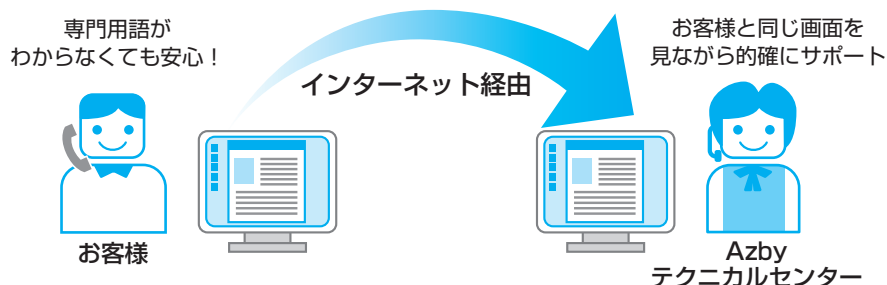 専門用語が
わからなくても安心！
お客様と同じ画面を
見ながら的確にサポート
インターネット経由
お客様
Azby
テクニカルセンター